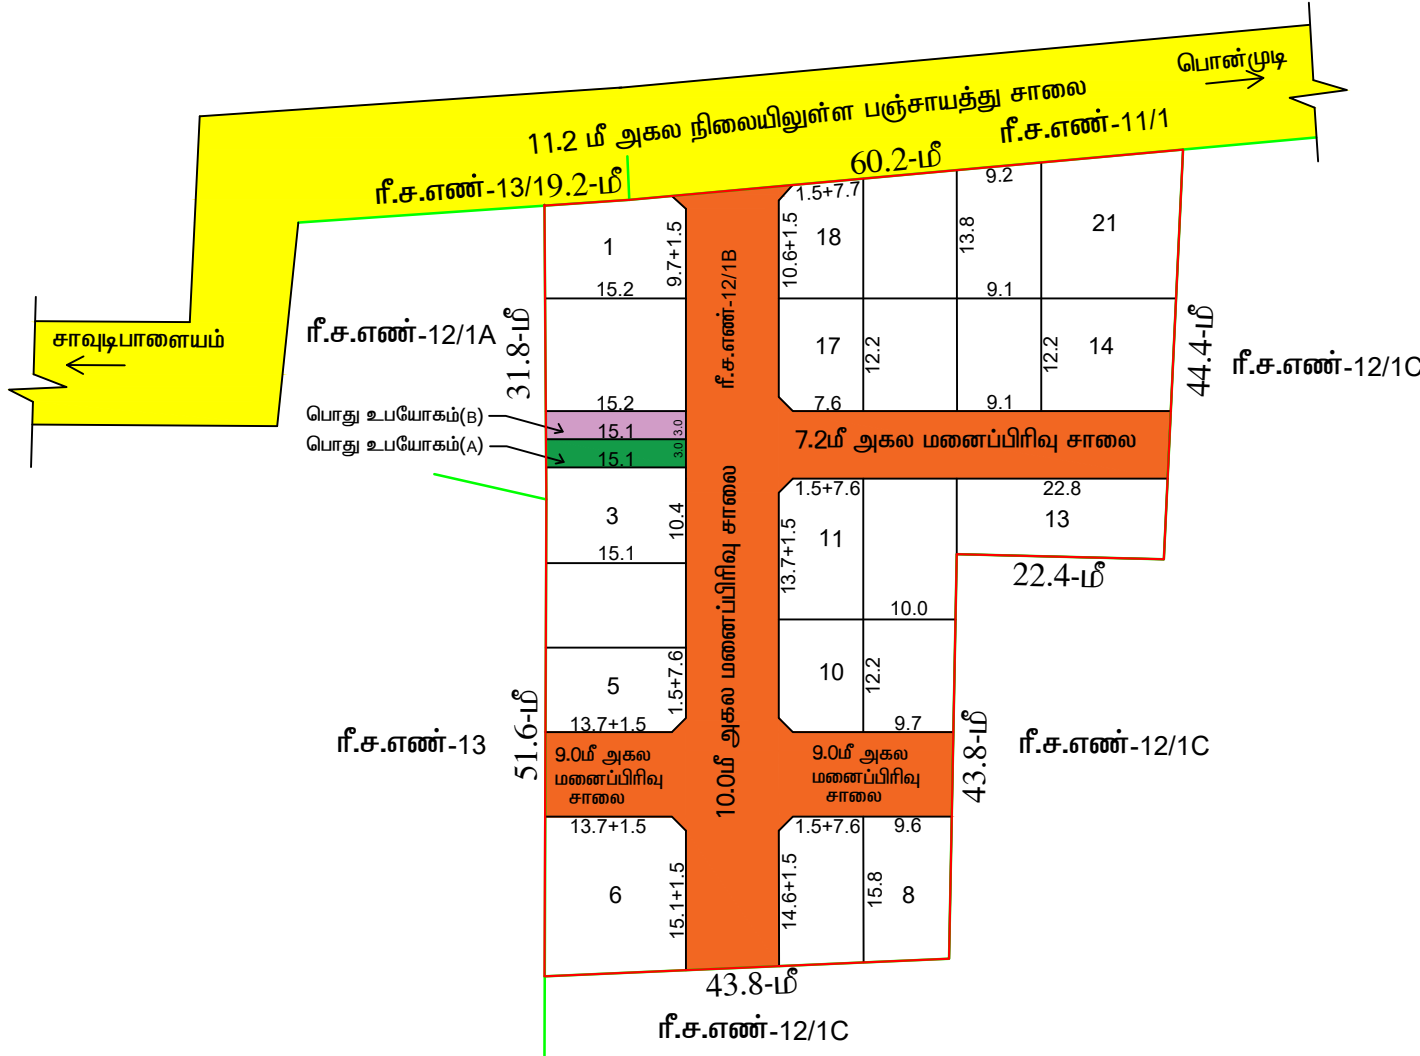 பொன்முடி
11.2 மீ அகல நிலையிலுள்ள பஞ்சாயத்து சாலை
ரீ.ச.எண்-11/1
60.2-மீ
ரீ.ச.எண்-13/19.2-மீ
சாவுடிபாளையம்
ரீ.ச.எண்-12/1A
31.8-மீ
1
9.7+1.5
15.2
ரீ.ச.எண்-12/1B
1.5+7.7
10.6+1.5
18
9.2
13.8
9.1
21
17
12.2
7.6
12.2
14
9.1
44.4-மீ
ரீ.ச.எண்-12/1C
15.2
பொது உபயோகம்(B)
15.1
3.0
பொது உபயோகம்(A)
15.1
3.0
7.2மீ அகல மனைப்பிரிவு சாலை
3
10.4
15.1
10.0மீ அகல மனைப்பிரிவு சாலை
1.5+7.6
13.7+1.5
11
22.8
13
22.4-மீ
10.0
5
1.5+7.6
13.7+1.5
10
12.2
9.7
51.6-மீ
ரீ.ச.எண்-13
43.8-மீ
ரீ.ச.எண்-12/1C
9.0மீ அகல
மனைப்பிரிவு
சாலை
9.0மீ அகல
மனைப்பிரிவு
சாலை
13.7+1.5
6
15.1+1.5
1.5+7.6
14.6+1.5
9.6
15.8
8
43.8-மீ
ரீ.ச.எண்-12/1C